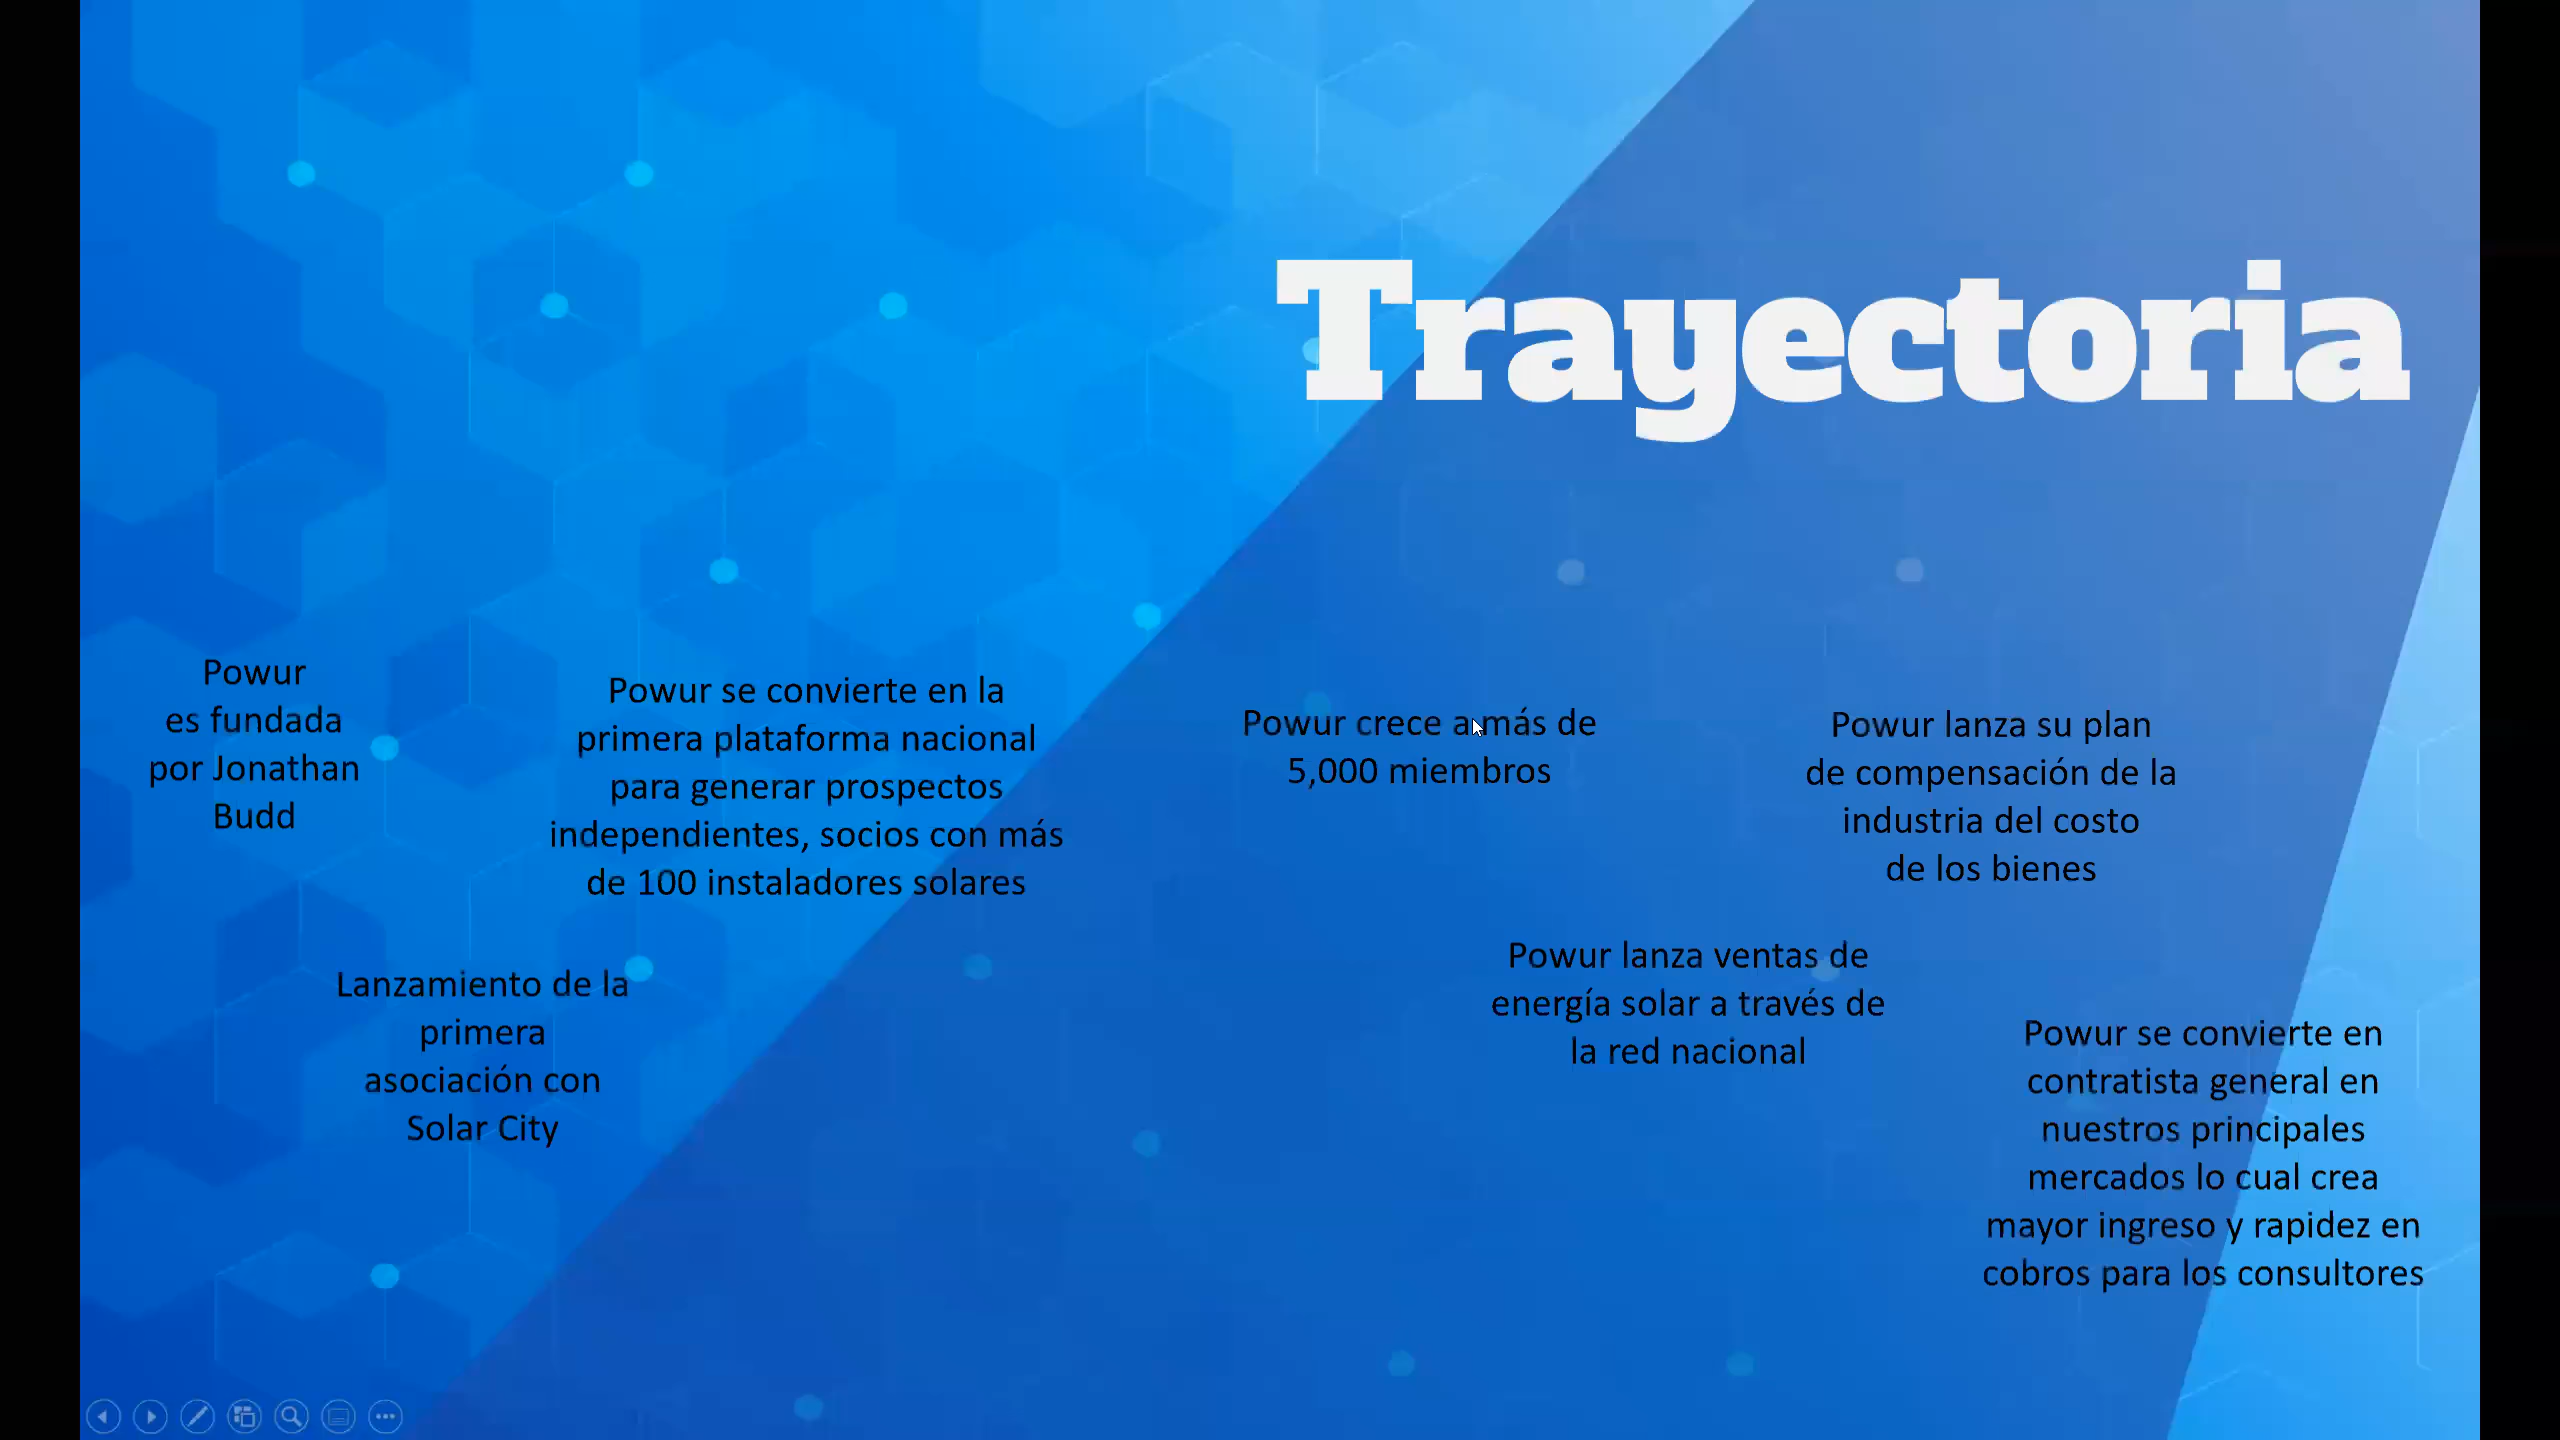 Trayectoria
Powur
es fundada
por Jonathan
Budd
Lanzamiento de la
primera
asociación con
Solar City
Powur se convierte en la
primera plataforma nacional
para generar prospectos
independientes, socios con más
de 100 instaladores solares
Powur crece a más de
5,000 miembros
Powur lanza ventas de
energía solar a través de
la red nacional
Powur lanza su plan
de compensación de la
industria del costo
de los bienes
Powur se convierte en
contratista general en
nuestros principales
mercados lo cual crea
mayor ingreso y rapidez en
cobros para los consultores